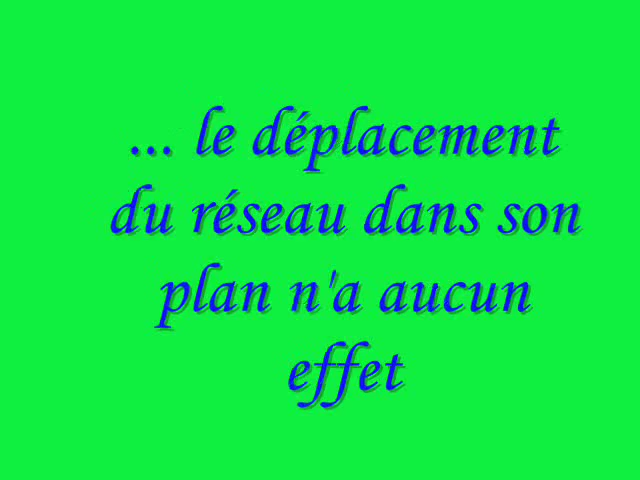 ... le déplacement
du réseau dans son
plan n'a aucun
effet